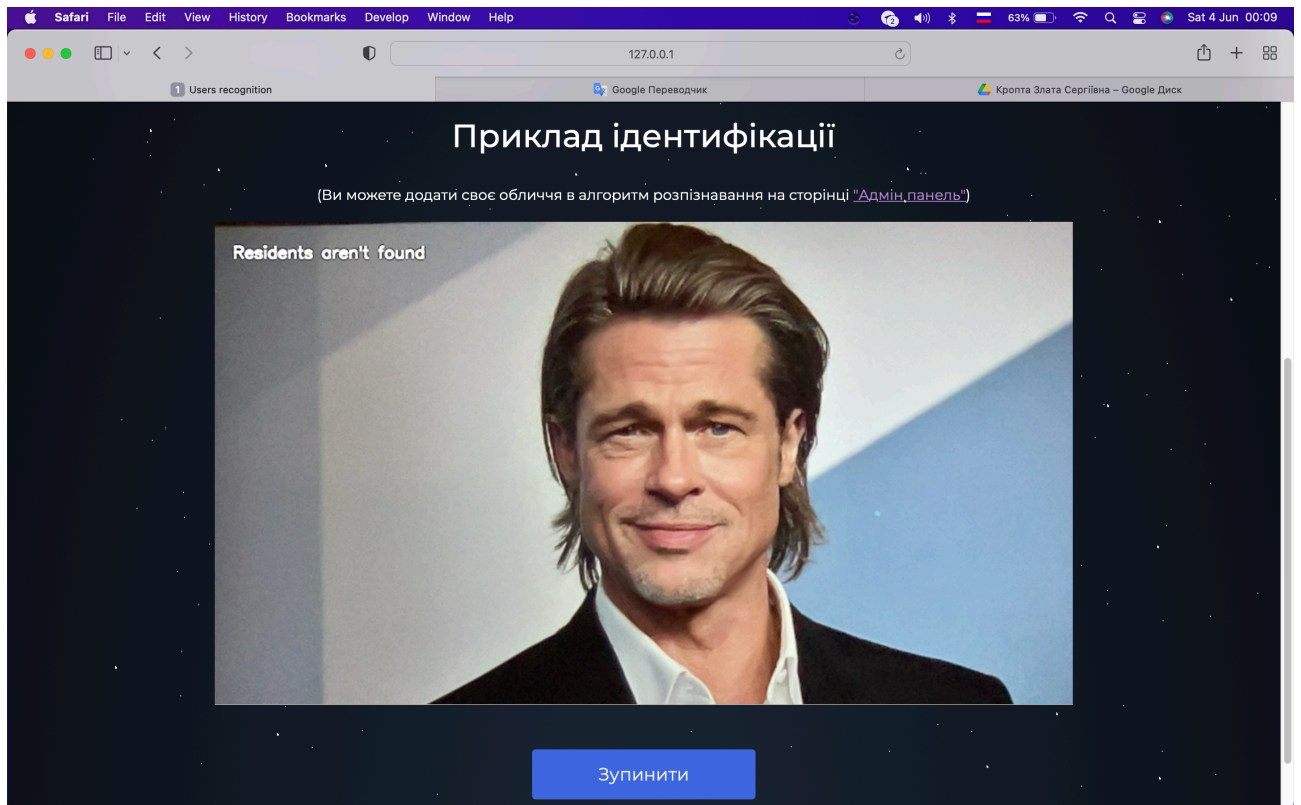 Safari File Edit View History Bookmarks Develop Window Help 2 63% Sat 4 Jun 00:09
127.0.0.1
1 Users recognition Google Переводчик Кропта Злата Сергіївна – Google Диск
Приклад ідентифікації
(Ви можете додати своє обличчя в алгоритм розпізнавання на сторінці "Адмін панель")
Residents aren't found
Зупинити